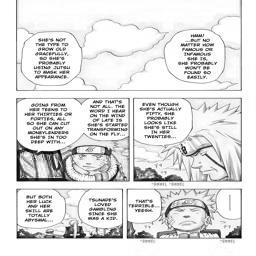 HAH!
...BUT NO
MATTER HOW
FAMOUS OR
INFAMOUS
SHE IS,
SHE PROBABLY
WON'T BE
FOUND SO
EASILY.
SHE'S NOT
THE TYPE TO
GROW OLD
GRACEFULLY,
SO SHE'S
PROBABLY
USING JUTSU
TO MASK HER
APPEARANCE.
EVEN THOUGH
SHE'S ACTUALLY
FIFTY, SHE
PROBABLY
LOOKS LIKE
SHE'S STILL
IN HER
TWENTIES...
AND THAT'S
NOT ALL. THE
WORD I HEAR
ON THE WIND
OF LATE IS
SHE'S STARTED
TRANSFORMING
ON THE FLY...
GOING FROM
HER TEENS TO
HER THIRTIES OR
FORTIES, ALL
SO SHE CAN
CUT OUT ON
ANY
MONEYLENDERS
SHE'S IN TOO
DEEP WITH...
THAT'S
TERRIBLE.
YEESH.
TSUNADE'S
LOVED
GAMBLING
SINCE SHE
WAS A KID.
BUT BOTH
HER LUCK
AND HER
SKILL ARE
TOTALLY
ABYSMAL...